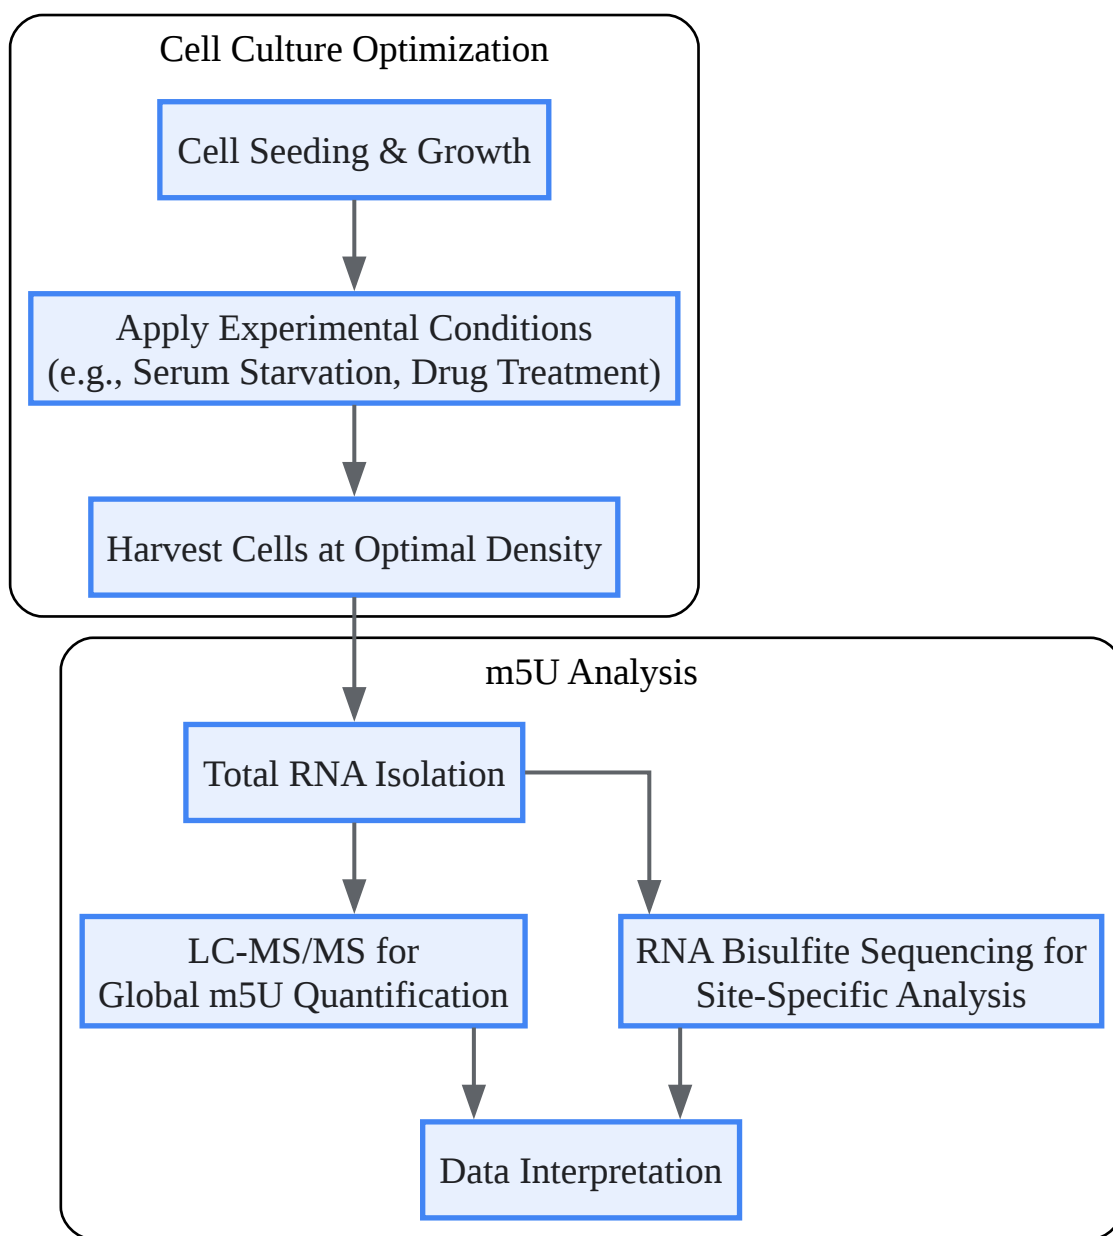 Cell Culture Optimization
Cell Seeding & Growth
Apply Experimental Conditions
(e.g., Serum Starvation, Drug Treatment)
Harvest Cells at Optimal Density
m5U Analysis
Total RNA Isolation
LC-MS/MS for
Global m5U Quantification
RNA Bisulfite Sequencing for
Site-Specific Analysis
Data Interpretation